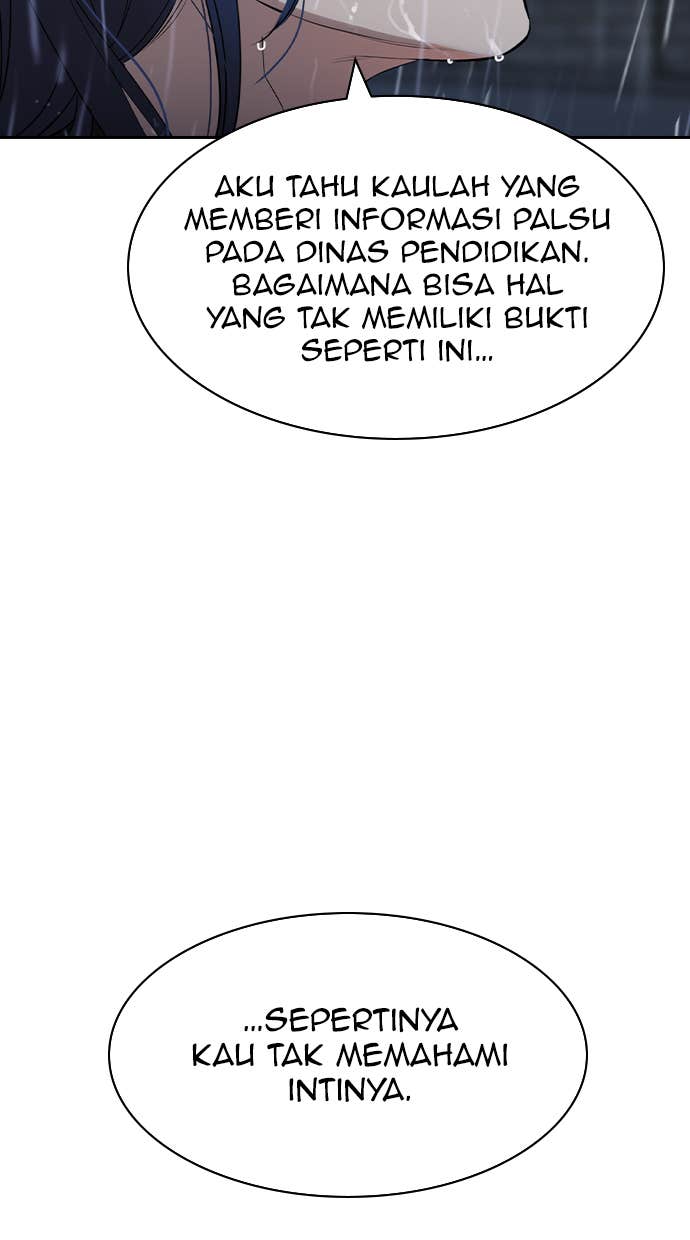 AKU TAHU KAULAH YANG
MEMBERI INFORMASI PALSU
PADA DINAS PENDIDIKAN.
BAGAIMANA BISA HAL
YANG TAK MEMILIKI BUKTI
SEPERTI INI...
...SEPERTINYA
KAU TAK MEMAHAMI
INTINYA.